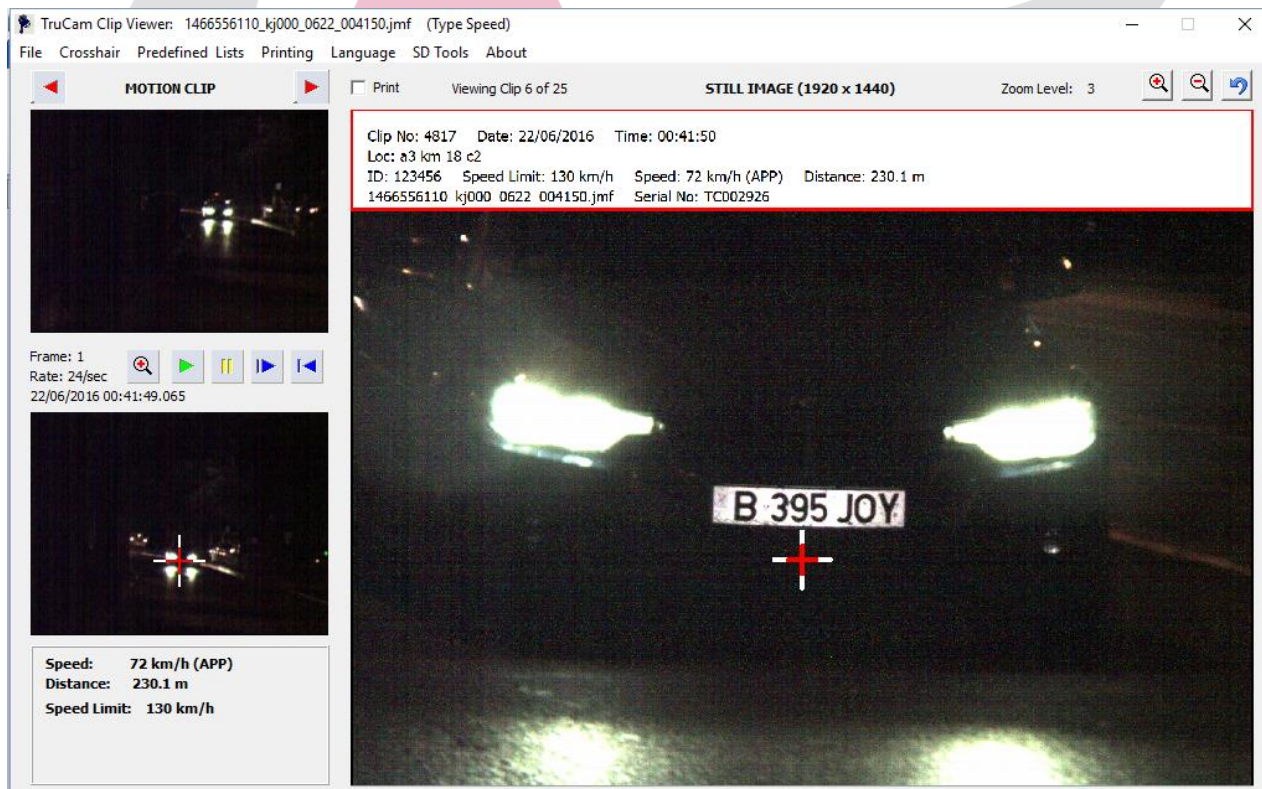 TruCam Clip Viewer: 1466556110_kj000_0622_004150.jmf (Type Speed)
File Crosshair Predefined Lists Printing Language SD Tools About
MOTION CLIP
Print Viewing Clip 6 of 25 STILL IMAGE (1920 x 1440) Zoom Level: 3
Clip No: 4817 Date: 22/06/2016 Time: 00:41:50
Loc: a3 km 18 c2
ID: 123456 Speed Limit: 130 km/h Speed: 72 km/h (APP) Distance: 230.1 m
1466556110_kj000_0622_004150.jmf Serial No: TC002926
Frame: 1
Rate: 24/sec
22/06/2016 00:41:49.065
B 395 JOY
Speed: 72 km/h (APP)
Distance: 230.1 m
Speed Limit: 130 km/h